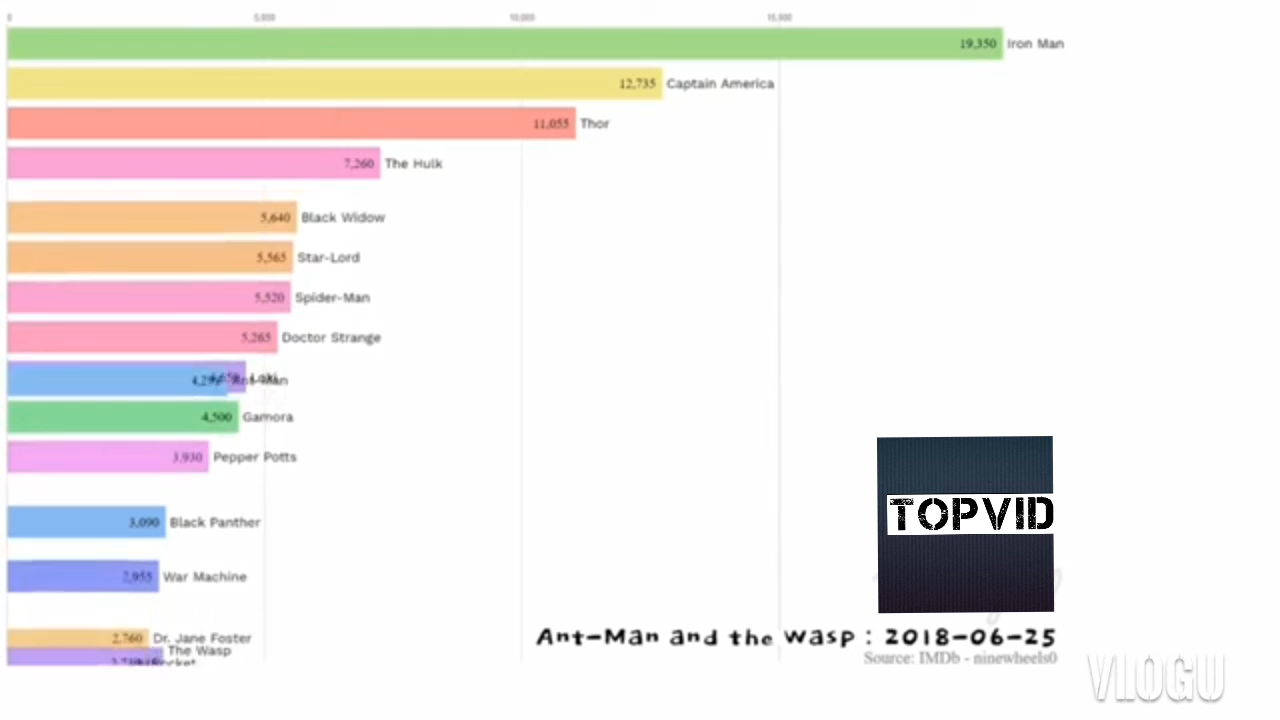 0 5,000 10,000 15,000
19,350 Iron Man
12,735 Captain America
11,055 Thor
7,260 The Hulk
5,640 Black Widow
5,565 Star-Lord
5,520 Spider-Man
5,265 Doctor Strange
Ant-Man
4,500 Gamora
3,930 Pepper Potts
3,090 Black Panther
2,955 War Machine
2,760 Dr. Jane Foster
The Wasp
TOPVID
Ant-Man and the Wasp : 2018-06-25
Source: IMDb - ninewheels0
VLOGU